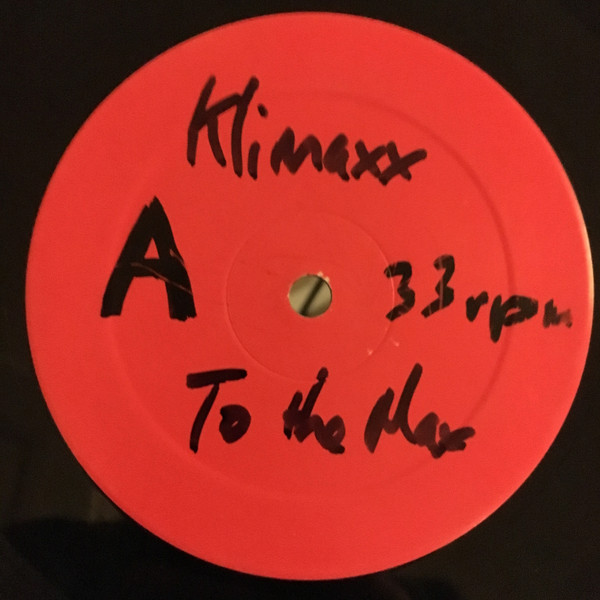 Klimaxx
A
33 rpm
To the Max